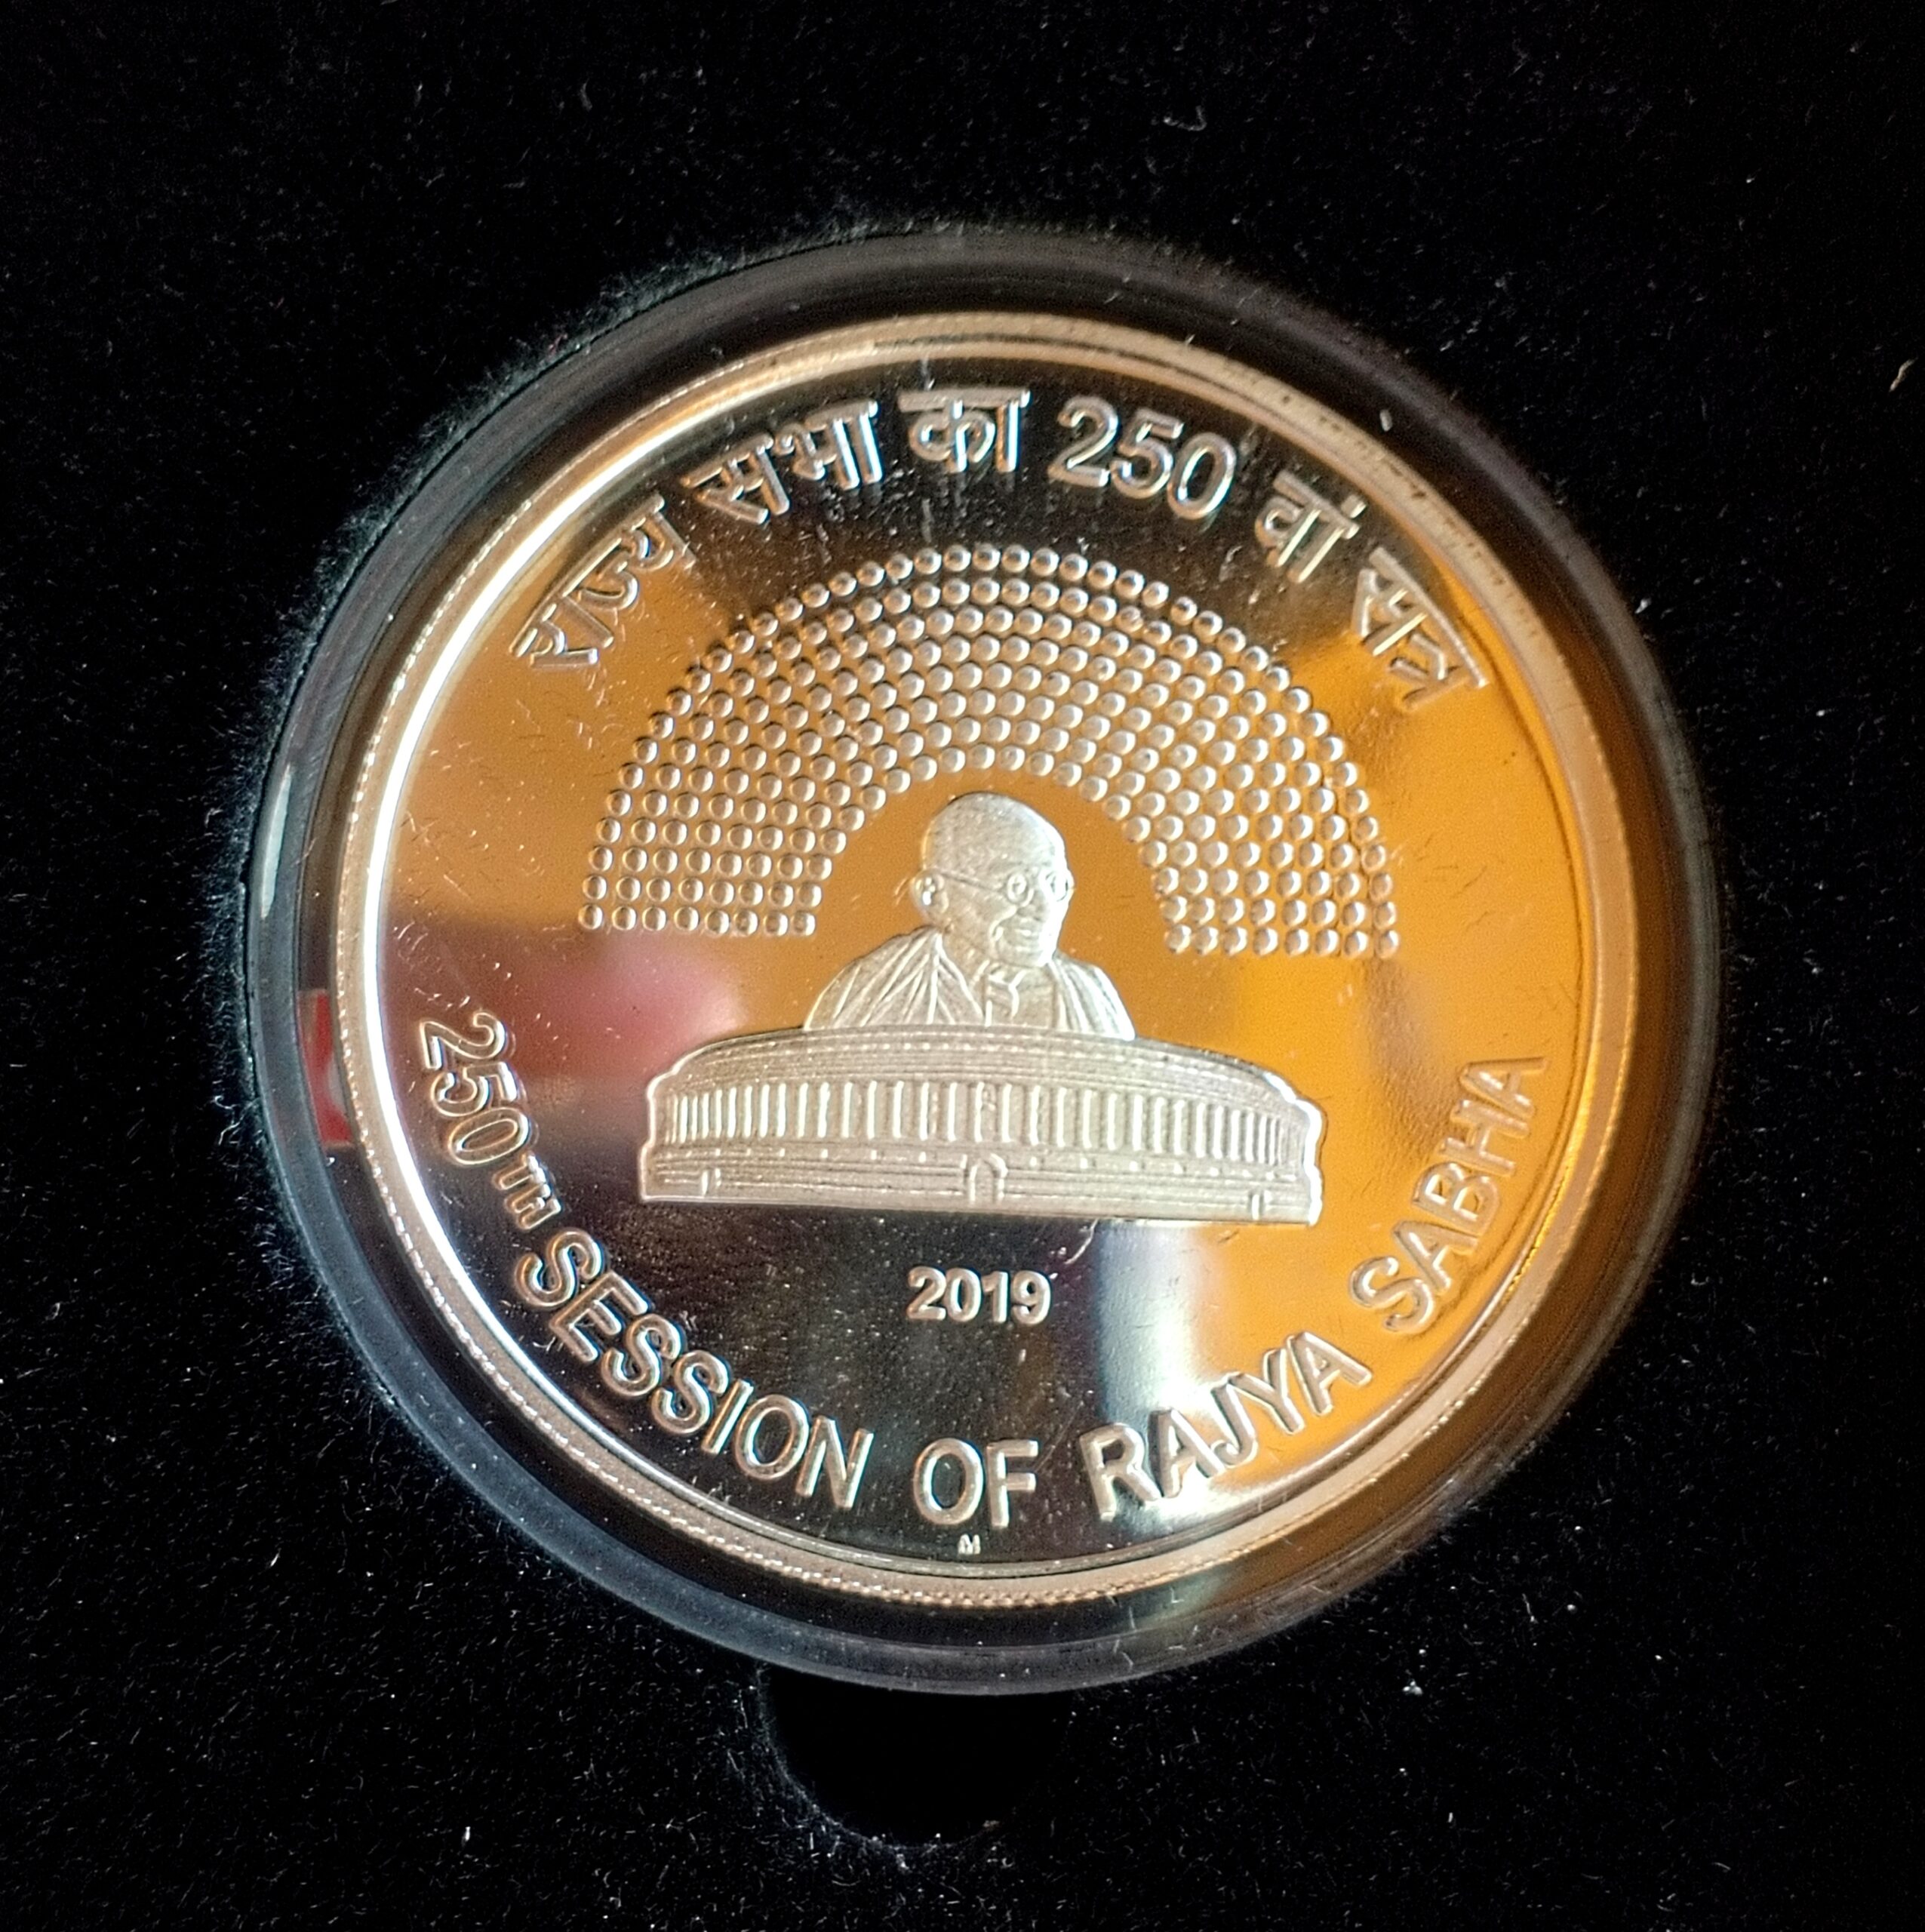 राज्य सभा का 250 वां सत्र
2019
250TH SESSION OF RAJYA SABHA
M